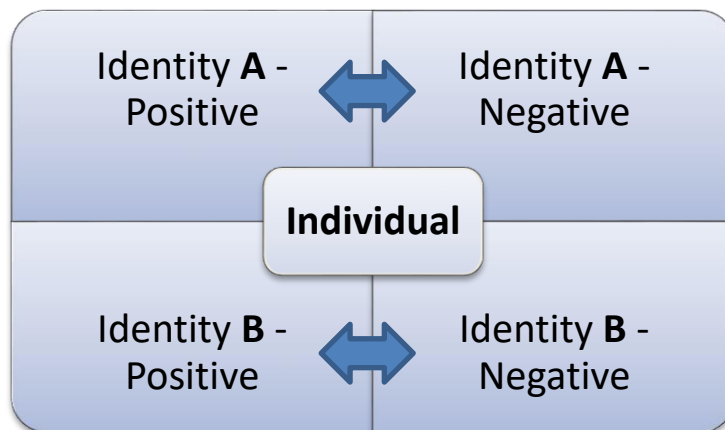 Identity A -
Positive
Identity A -
Negative
Individual
Identity B -
Positive
Identity B -
Negative